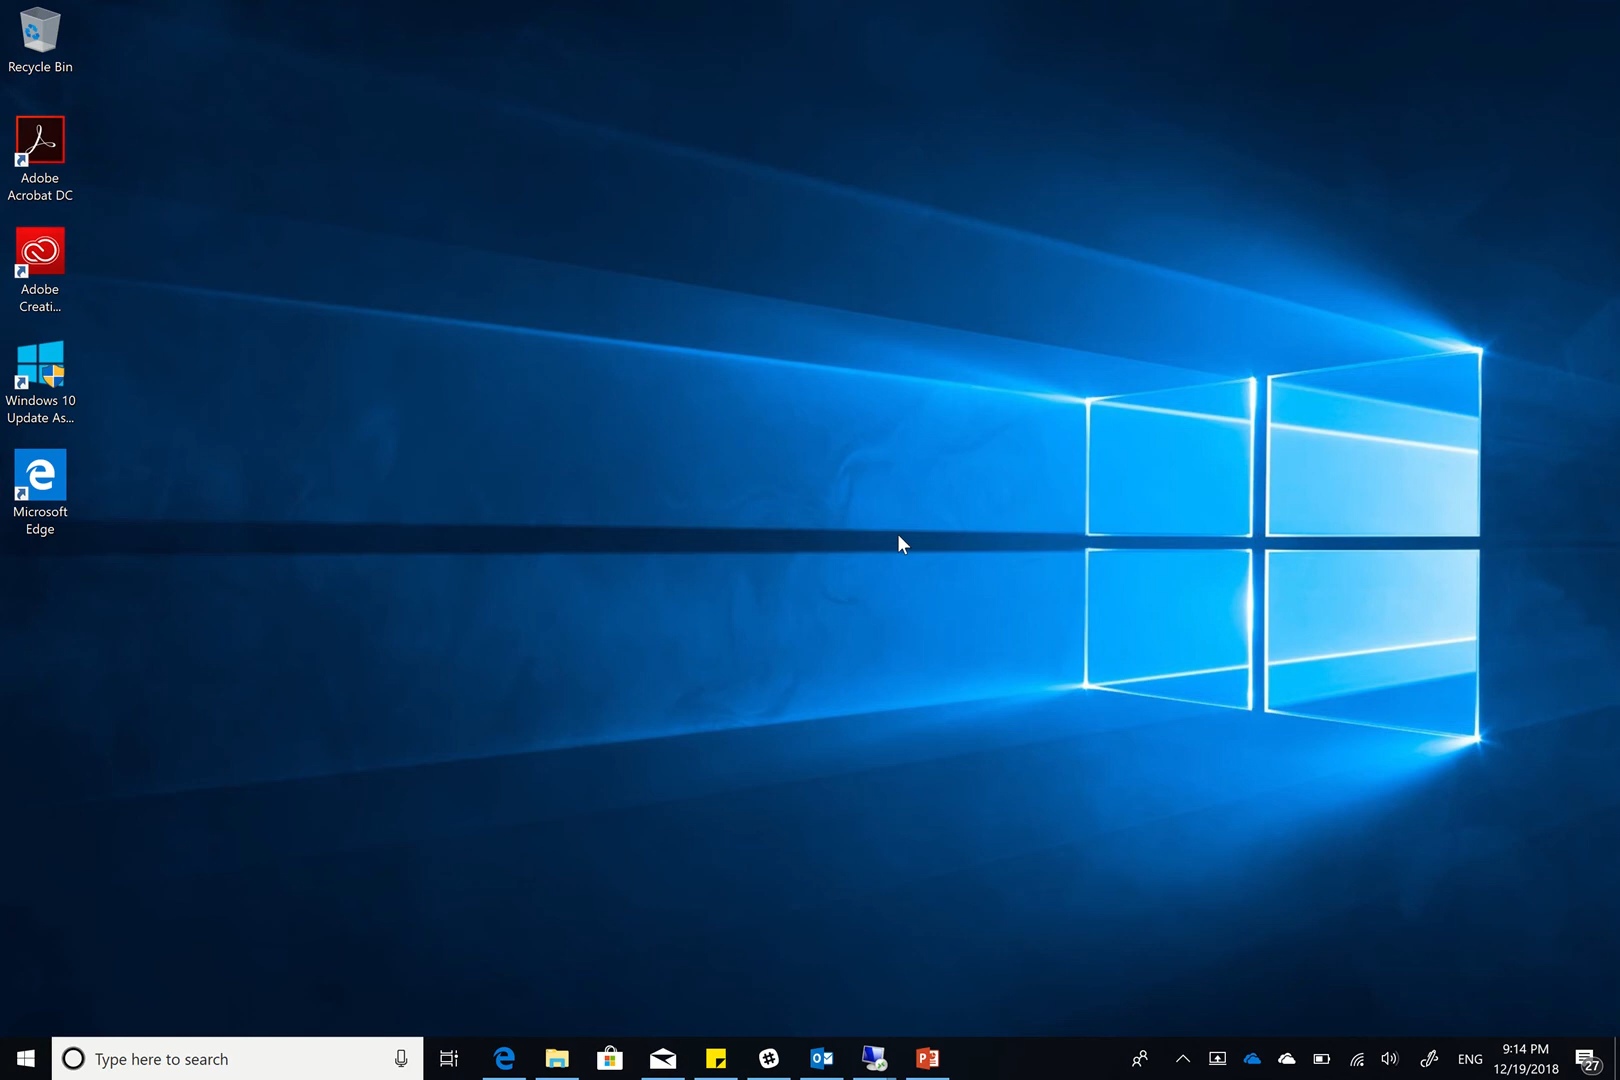 Recycle Bin
Adobe
Acrobat DC
Adobe
Creati...
Windows 10
Update As...
Microsoft
Edge
Type here to search
ENG
9:14 PM
12/19/2018
27